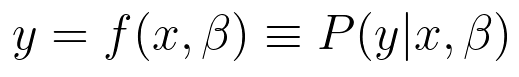 y = f(x, β) ≡ P(y|x, β)